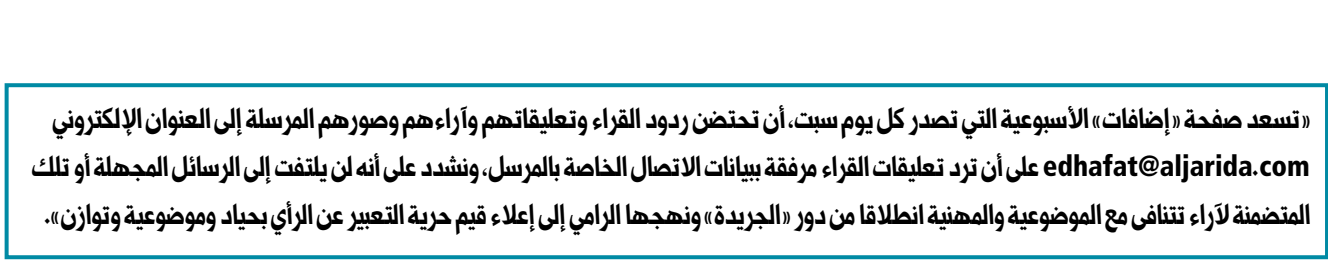 «تسعد صفحة «إضافات» الأسبوعية التي تصدر كل يوم سبت، أن تحتضن ردود القراء وتعليقاتهم وآراءهم وصورهم المرسلة إلى العنوان الإلكتروني
edhafat@aljarida.com على أن ترد تعليقات القراء مرفقة ببيانات الاتصال الخاصة بالمرسل، ونشدد على أنه لن يلتفت إلى الرسائل المجهلة أو تلك
المتضمنة لآراء تتنافى مع الموضوعية والمهنية انطلاقا من دور «الجريدة» ونهجها الرامي إلى إعلاء قيم حرية التعبير عن الرأي بحياد وموضوعية وتوازن».